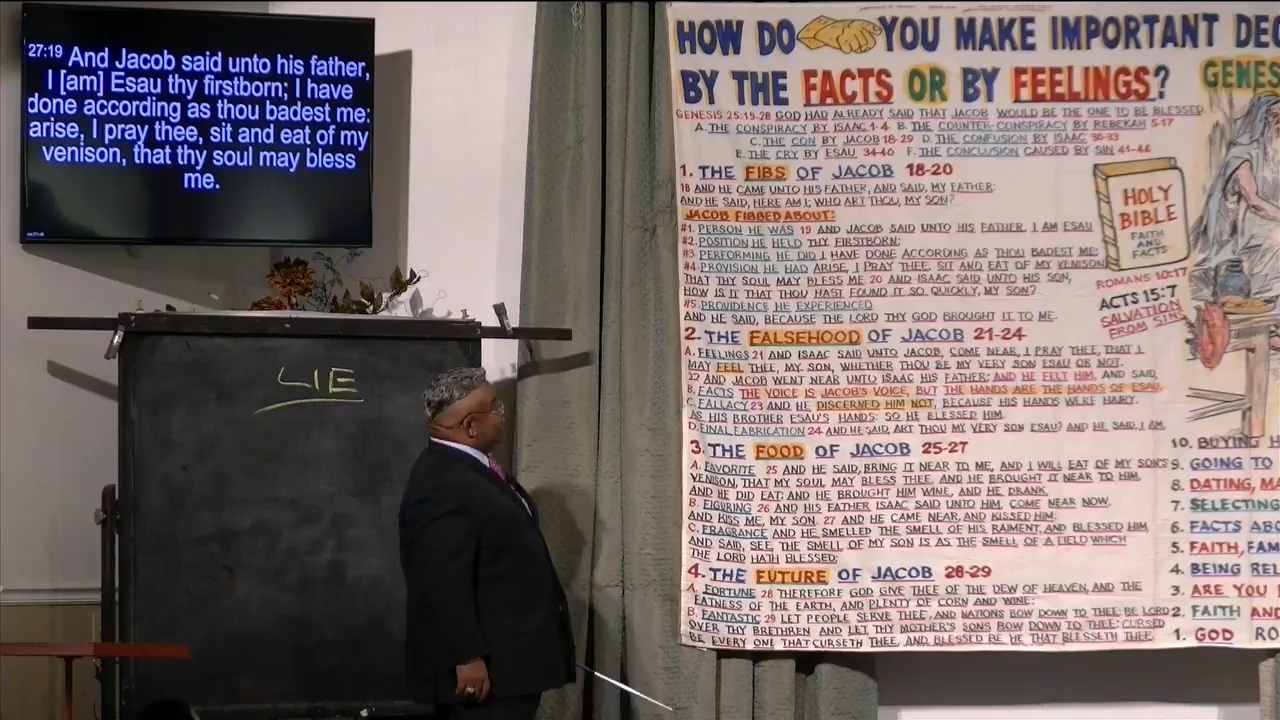 27:19 And Jacob said unto his father,
I [am] Esau thy firstborn; I have
done according as thou badest me:
arise, I pray thee, sit and eat of my
venison, that thy soul may bless
me.
LIE
HOW DO YOU MAKE IMPORTANT DEC
BY THE FACTS OR BY FEELINGS? GENES
GENESIS 25:19-28 GOD HAD ALREADY SAID THAT JACOB WOULD BE THE ONE TO BE BLESSED
A. THE CONSPIRACY BY ISAAC 1-4 B. THE COUNTER-CONSPIRACY BY REBEKAH 5-17
C. THE CON BY JACOB 18-29 D. THE CONFUSION BY ISAAC 30-33
E. THE CRY BY ESAU 34-40 F. THE CONCLUSION CAUSED BY SIN 41-46
1. THE FIBS OF JACOB 18-20
18 AND HE CAME UNTO HIS FATHER, AND SAID, MY FATHER:
AND HE SAID, HERE AM I; WHO ART THOU, MY SON?
JACOB FIBBED ABOUT:
#1. PERSON HE WAS 19 AND JACOB SAID UNTO HIS FATHER, I AM ESAU
#2. POSITION HE HELD THY FIRSTBORN;
#3 PERFORMING HE DID I HAVE DONE ACCORDING AS THOU BADEST ME:
#4 PROVISION HE HAD ARISE, I PRAY THEE, SIT AND EAT OF MY VENISON
THAT THY SOUL MAY BLESS ME 20 AND ISAAC SAID UNTO HIS SON,
HOW IS IT THAT THOU HAST FOUND IT SO QUICKLY, MY SON?
#5 PROVIDENCE HE EXPERIENCED
AND HE SAID, BECAUSE THE LORD THY GOD BROUGHT IT TO ME.
2. THE FALSEHOOD OF JACOB 21-24
A. FEELINGS 21 AND ISAAC SAID UNTO JACOB, COME NEAR, I PRAY THEE, THAT I
MAY FEEL THEE, MY SON, WHETHER THOU BE MY VERY SON ESAU OR NOT.
22 AND JACOB WENT NEAR UNTO ISAAC HIS FATHER; AND HE FELT HIM, AND SAID,
B. FACTS THE VOICE IS JACOB'S VOICE, BUT THE HANDS ARE THE HANDS OF ESAU.
C. FALLACY 23 AND HE DISCERNED HIM NOT, BECAUSE HIS HANDS WERE HAIRY,
AS HIS BROTHER ESAU'S HANDS: SO HE BLESSED HIM.
D. FINAL FABRICATION 24 AND HE SAID, ART THOU MY VERY SON ESAU? AND HE SAID, I AM
3. THE FOOD OF JACOB 25-27
A. FAVORITE 25 AND HE SAID, BRING IT NEAR TO ME, AND I WILL EAT OF MY SON'S
VENISON, THAT MY SOUL MAY BLESS THEE. AND HE BROUGHT IT NEAR TO HIM,
AND HE DID EAT: AND HE BROUGHT HIM WINE, AND HE DRANK.
B. FIGURING 26 AND HIS FATHER ISAAC SAID UNTO HIM, COME NEAR NOW,
AND KISS ME, MY SON. 27 AND HE CAME NEAR, AND KISSED HIM:
C. FRAGRANCE AND HE SMELLED THE SMELL OF HIS RAIMENT, AND BLESSED HIM,
AND SAID, SEE, THE SMELL OF MY SON IS AS THE SMELL OF A FIELD WHICH
THE LORD HATH BLESSED:
4. THE FUTURE OF JACOB 28-29
A. FORTUNE 28 THEREFORE GOD GIVE THEE OF THE DEW OF HEAVEN, AND THE
FATNESS OF THE EARTH, AND PLENTY OF CORN AND WINE:
B. FANTASTIC 29 LET PEOPLE SERVE THEE, AND NATIONS BOW DOWN TO THEE: BE LORD
OVER THY BRETHREN AND LET THY MOTHER'S SONS BOW DOWN TO THEE: CURSED
BE EVERY ONE THAT CURSETH THEE, AND BLESSED BE HE THAT BLESSETH THEE
HOLY
BIBLE
FAITH
AND
FACTS
ROMANS 10:17
ACTS 15:7
SALVATION
FROM SINS
10. BUYING H
9. GOING TO
8. DATING, MA
7. SELECTING
6. FACTS ABO
5. FAITH, FAM
4. BEING REL
3. ARE YOU I
2. FAITH AND
1. GOD RO